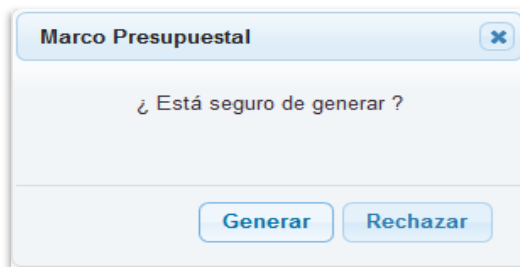 Marco Presupuestal
¿ Está seguro de generar ?
Generar Rechazar